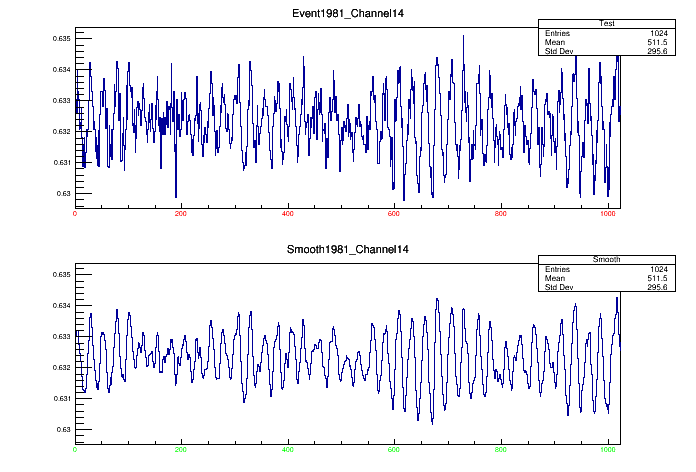 Event1981_Channel14
Test
Entries 1024
Mean 511.5
Std Dev 295.6
0.635
0.634
0.633
0.632
0.631
0.63
0 200 400 600 800 1000
Smooth1981_Channel14
Smooth
Entries 1024
Mean 511.5
Std Dev 295.6
0.635
0.634
0.633
0.632
0.631
0.63
0 200 400 600 800 1000